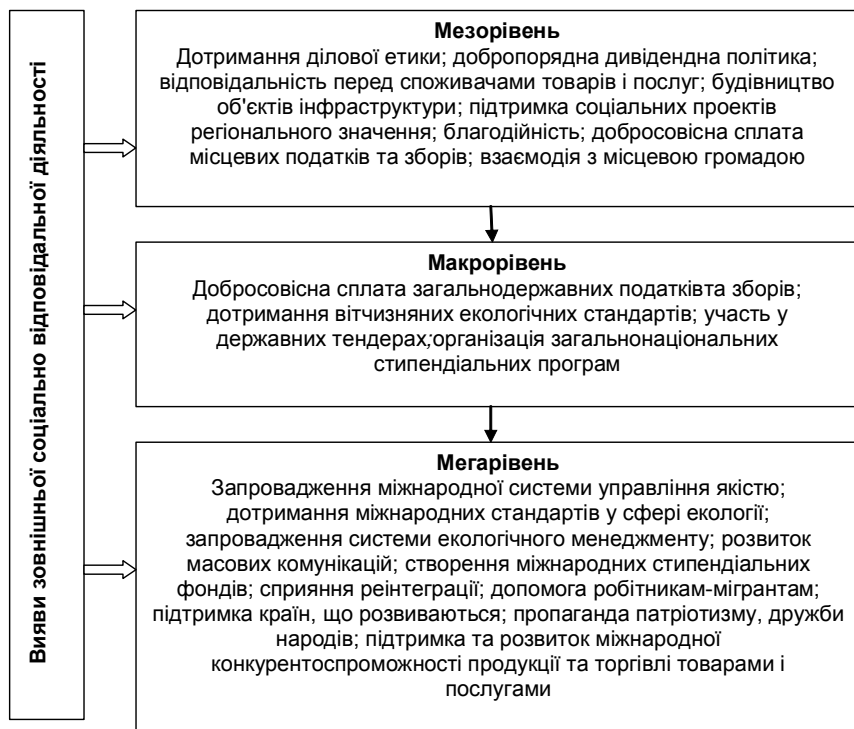 Вияви зовнішньої соціально відповідальної діяльності
Мезорівень
Дотримання ділової етики; добропорядна дивідендна політика;
відповідальність перед споживачами товарів і послуг; будівництво
об'єктів інфраструктури; підтримка соціальних проектів
регіонального значення; благодійність; добросовісна сплата
місцевих податків та зборів; взаємодія з місцевою громадою
Макрорівень
Добросовісна сплата загальнодержавних податківта зборів;
дотримання вітчизняних екологічних стандартів; участь у
державних тендерах;організація загальнонаціональних
стипендіальних програм
Мегарівень
Запровадження міжнародної системи управління якістю;
дотримання міжнародних стандартів у сфері екології;
запровадження системи екологічного менеджменту; розвиток
масових комунікацій; створення міжнародних стипендіальних
фондів; сприяння реінтеграції; допомога робітникам-мігрантам;
підтримка країн, що розвиваються; пропаганда патріотизму, дружби
народів; підтримка та розвиток міжнародної
конкурентоспроможності продукції та торгівлі товарами і
послугами